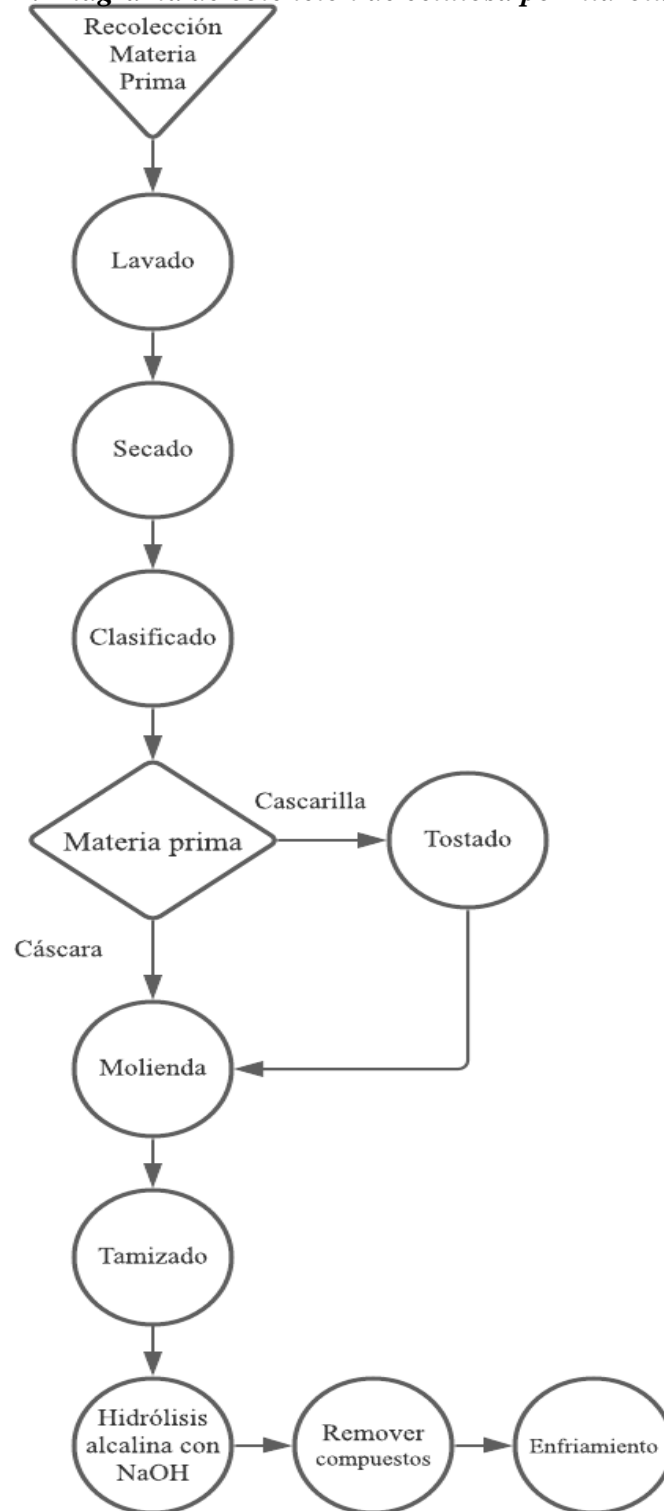 Recolección
Materia
Prima
Lavado
Secado
Clasificado
Materia prima
Cascarilla
Tostado
Cáscara
Molienda
Tamizado
Hidrólisis
alcalina con
NaOH
Remover
compuestos
Enfriamiento